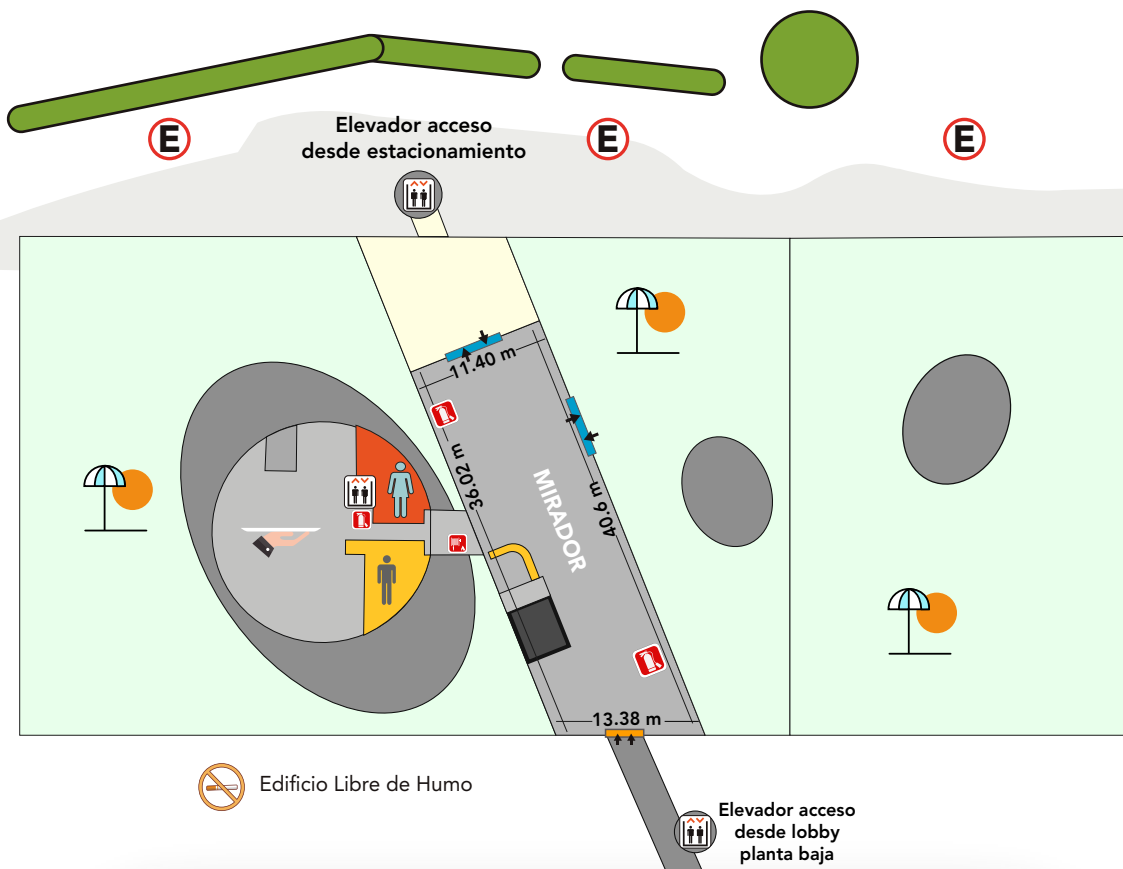 E
Elevador acceso
desde estacionamiento
E
E
11.40 m
36.02 m
MIRADOR
40.6 m
13.38 m
Edificio Libre de Humo
Elevador acceso
desde lobby
planta baja